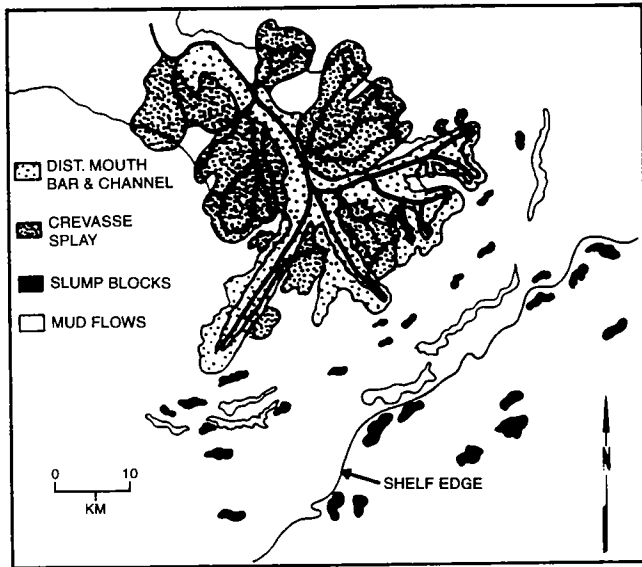 DIST. MOUTH
BAR & CHANNEL
CREVASSE
SPLAY
SLUMP BLOCKS
MUD FLOWS
0 10
KM
SHELF EDGE
N